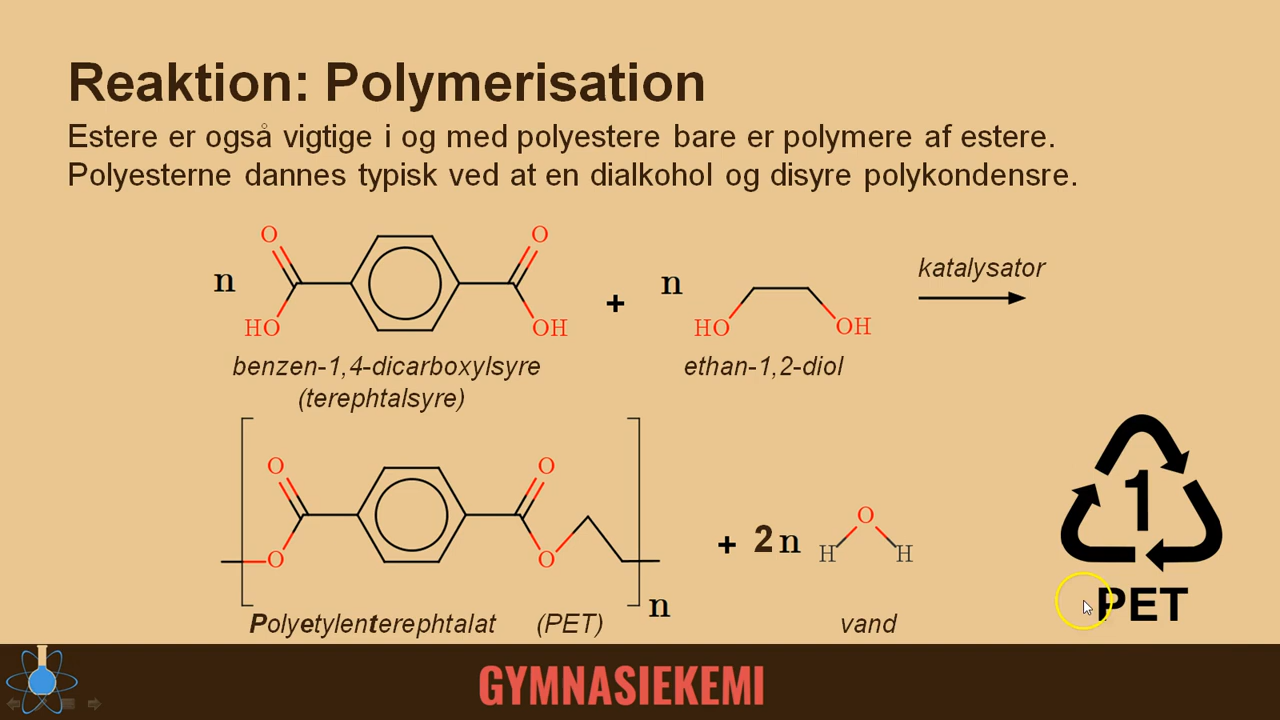 Reaktion: Polymerisation
Estere er også vigtige i og med polyestere bare er polymere af estere.
Polyesterne dannes typisk ved at en dialkohol og disyre polykondensre.
n
O
O
HO
OH
+
n
HO
OH
katalysator
benzen-1,4-dicarboxylsyre
(terephtalsyre)
ethan-1,2-diol
O
O
O
O
n
+ 2n
O
H
H
1
PET
Polyetylenterephtalat (PET)
vand
GYMNASIEKEMI